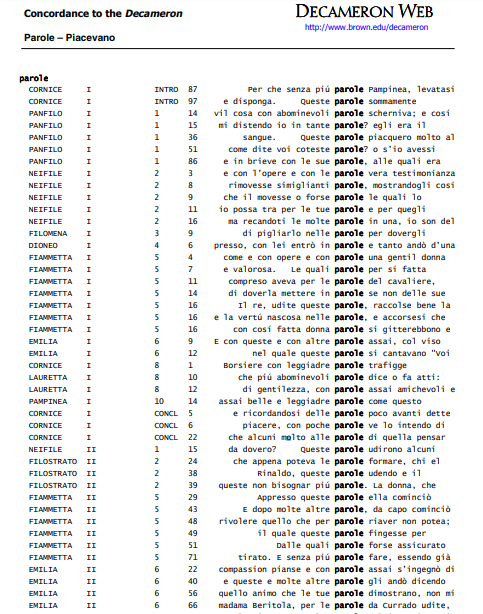 Concordance to the Decameron
DECAMERON WEB
http://www.brown.edu/decameron
Parole – Piacevano
parole
CORNICE I INTRO 87 Per che senza piú parole Pampinea, levatasi
CORNICE I INTRO 97 e disponga. Queste parole sommamente
PANFILO I 1 14 vil cosa con abominevoli parole scherniva; e cosí
PANFILO I 1 15 mi distendo io in tante parole? egli era il
PANFILO I 1 36 sangue. Queste parole piacquero molto al
PANFILO I 1 51 come dite voi coteste parole? o s'io avessi
PANFILO I 1 86 e in brieve con le sue parole, alle quali era
NEIFILE I 2 3 e con l'opere e con le parole vera testimonianza
NEIFILE I 2 8 rimovesse simiglianti parole, mostrandogli cosí
NEIFILE I 2 9 che il movesse o forse parole le quali lo
NEIFILE I 2 11 io possa tra per le tue parole e per quegli
NEIFILE I 2 16 ma recandoti le molte parole in una, io son del
FILOMENA I 3 9 di pigliarlo nelle parole per dovergli
DIONEO I 4 6 presso, con lei entrò in parole e tanto andò d'una
FIAMMETTA I 5 4 come e con opere e con parole una gentil donna
FIAMMETTA I 5 7 e valorosa. Le quali parole per sí fatta
FIAMMETTA I 5 11 compreso aveva per le parole del cavaliere,
FIAMMETTA I 5 14 di doverla mettere in parole se non delle sue
FIAMMETTA I 5 16 Il re, udite queste parole, raccolse bene la
FIAMMETTA I 5 16 e la vertú nascosa nelle parole, e accorsesi che
FIAMMETTA I 5 16 con cosí fatta donna parole si gitterebbono e
EMILIA I 6 9 E con queste e con altre parole assai, col viso
EMILIA I 6 12 nel quale queste parole si cantavano "Voi
CORNICE I 8 1 Borsiere con leggiadre parole trafigge
LAURETTA I 8 10 che piú abominevoli parole dice o fa atti:
LAURETTA I 8 12 di gentilezza, con parole assai amichevoli e
PAMPINEA I 10 14 assai belle e leggiadre parole come questo
CORNICE I CONCL 5 e ricordandosi delle parole poco avanti dette
CORNICE I CONCL 6 piacere, con poche parole ve lo intendo di
CORNICE I CONCL 22 che alcuni molto alle parole di quella pensar
NEIFILE II 1 15 da dovero? Queste parole udirono alcuni
FILOSTRATO II 2 24 che appena poteva le parole formare, chi el
FILOSTRATO II 2 38 Rinaldo, queste parole udendo e il
FILOSTRATO II 2 39 queste non bisognar piú parole. La donna, che
FIAMMETTA II 5 29 Appresso queste parole ella cominciò
FIAMMETTA II 5 43 E dopo molte altre parole, da capo cominciò
FIAMMETTA II 5 48 rivolere quello che per parole riaver non potea;
FIAMMETTA II 5 49 il quale queste parole fingesse per
FIAMMETTA II 5 51 Dalle quali parole forse assicurato
FIAMMETTA II 5 71 tirato. E senza piú parole fare, essendo giá
EMILIA II 6 22 compassion pianse e con parole assai s'ingegnò di
EMILIA II 6 40 e queste e molte altre parole gli andò dicendo
EMILIA II 6 56 quello animo che le tue parole dimostrano, non mi
EMILIA II 6 66 madama Beritola, per le parole da Currado udite,